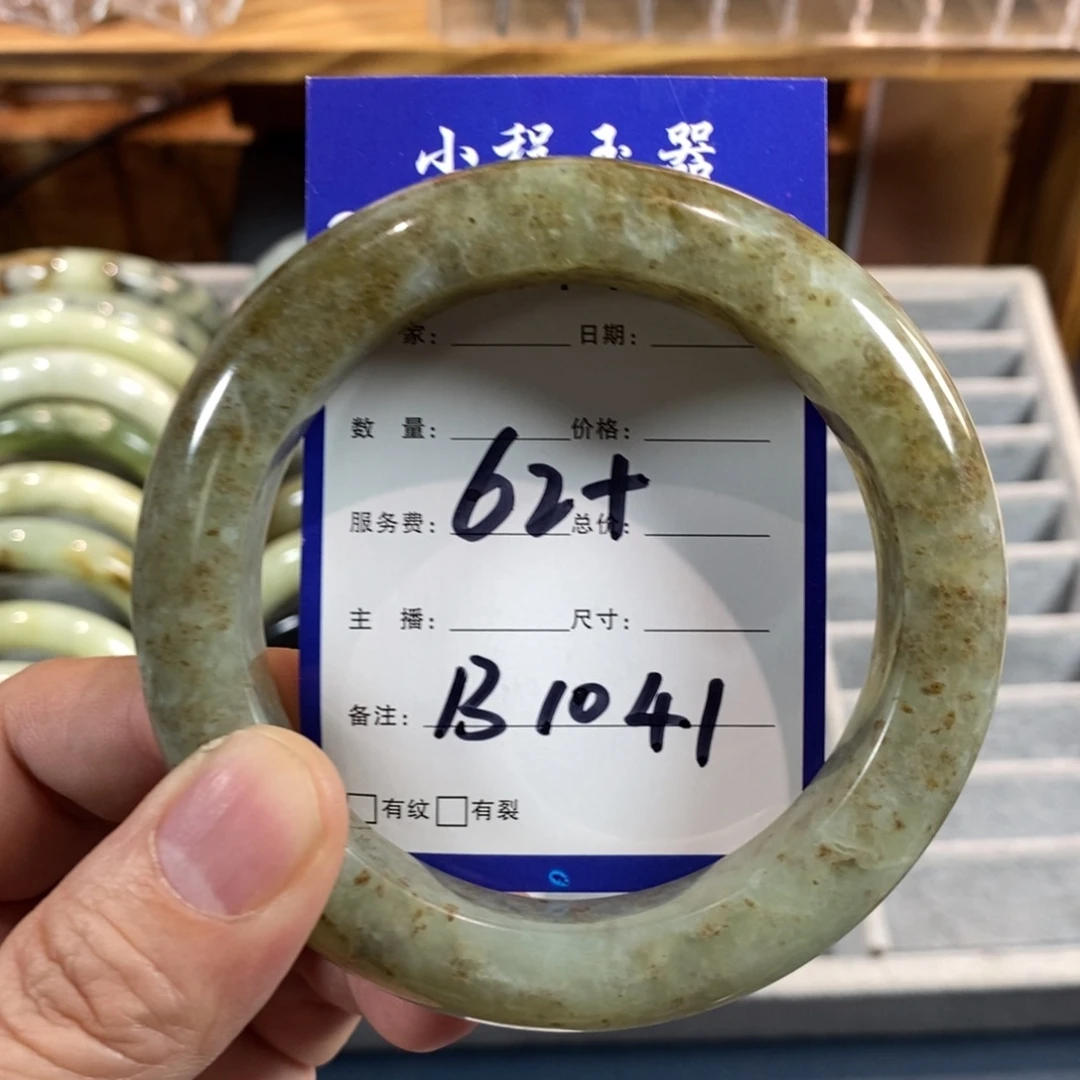 小程玉器
家：日期：
数 量：价格：
62+
服务费：总价：
主 播：尺寸：
备注：B1041
有纹 有裂